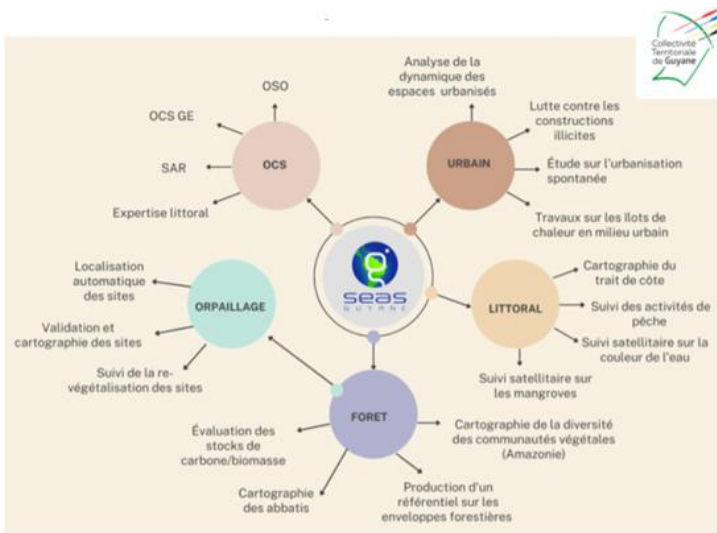 Collectivité
Territoriale
de Guyane
OSO
OCS GE
SAR
Expertise littoral
OCS
Analyse de la
dynamique des
espaces urbanisés
Lutte contre les
constructions
illicites
URBAIN
Étude sur l'urbanisation
spontanée
Travaux sur les îlots de
chaleur en milieu urbain
seas
GUYANE
Localisation
automatique
des sites
ORPAILLAGE
Validation et
cartographie des sites
Suivi de la re-
végétalisation des sites
Cartographie du
trait de côte
LITTORAL
Suivi des activités de
pêche
Suivi satellitaire sur la
couleur de l'eau
Suivi satellitaire sur
les mangroves
FORET
Évaluation des
stocks de
carbone/biomasse
Cartographie
des abbatis
Cartographie de la diversité
des communautés végétales
(Amazonie)
Production d'un
référentiel sur les
enveloppes forestières